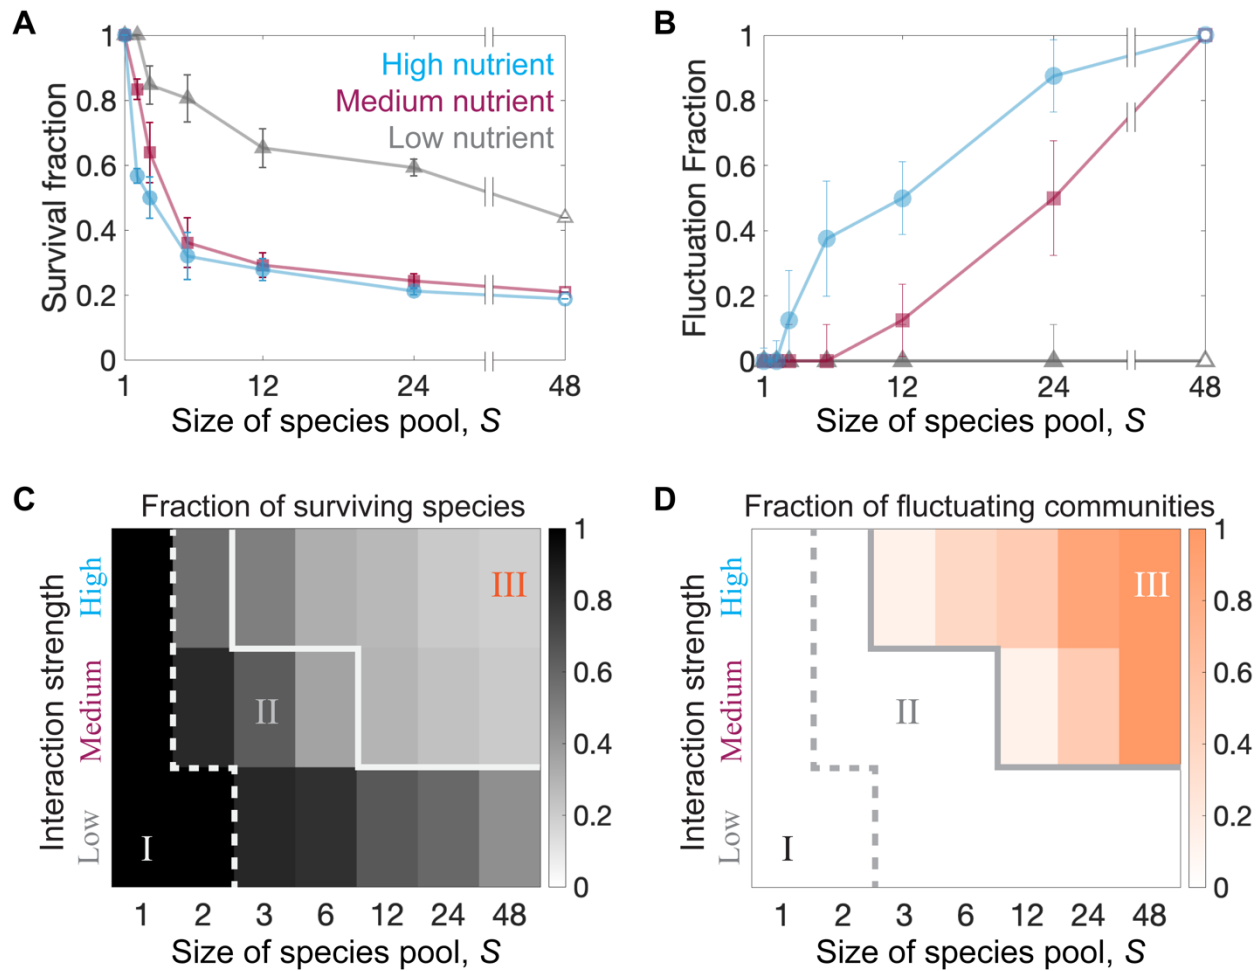 A
Survival fraction
1
0.8
0.6
0.4
0.2
0
High nutrient
Medium nutrient
Low nutrient
1 12 24 48
Size of species pool, S
B
Fluctuation Fraction
1
0.8
0.6
0.4
0.2
0
1 12 24 48
Size of species pool, S
C
Fraction of surviving species
Interaction strength
High
Medium
Low
I
II
III
1
0.8
0.6
0.4
0.2
0
1 2 3 6 12 24 48
Size of species pool, S
D
Fraction of fluctuating communities
Interaction strength
High
Medium
Low
I
II
III
1
0.8
0.6
0.4
0.2
0
1 2 3 6 12 24 48
Size of species pool, S